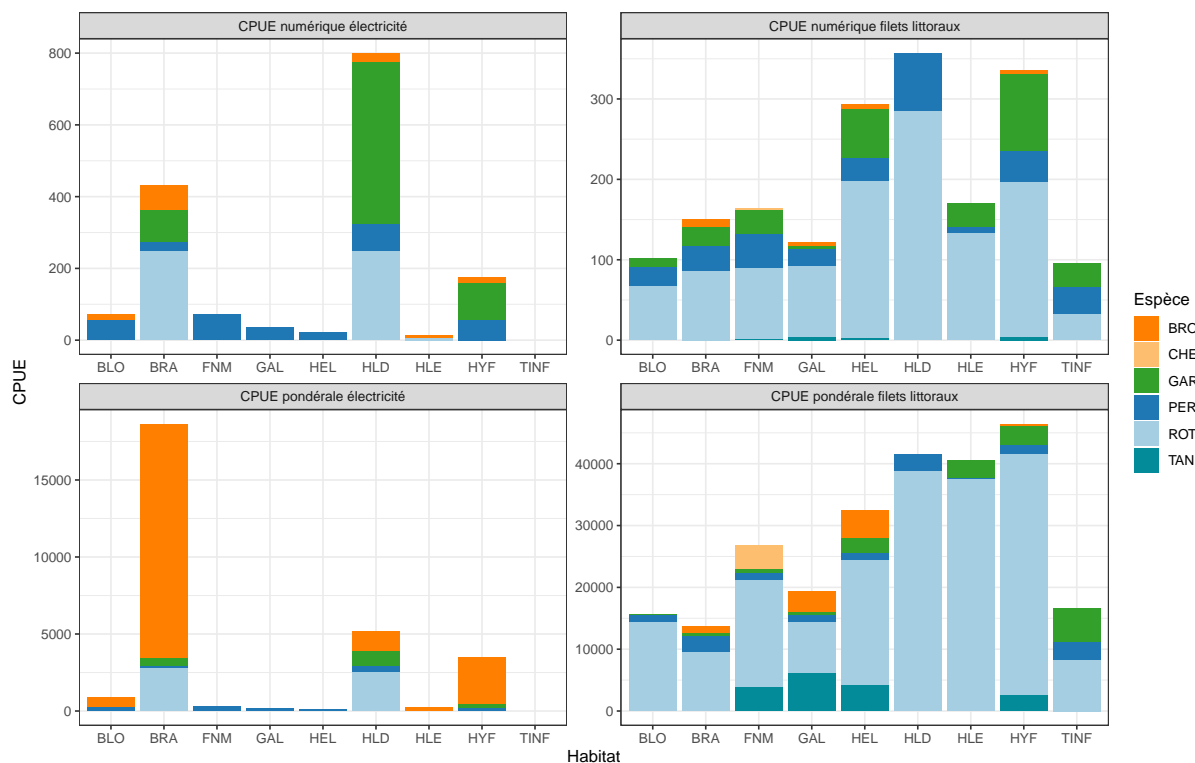 CPUE numérique électricité
CPUE numérique filets littoraux
800
600
400
200
0
300
200
100
0
BLO BRA FNM GAL HEL HLD HLE HYF TINF
BLO BRA FNM GAL HEL HLD HLE HYF TINF
CPUE
CPUE pondérale électricité
CPUE pondérale filets littoraux
15000
10000
5000
0
40000
30000
20000
10000
0
BLO BRA FNM GAL HEL HLD HLE HYF TINF
BLO BRA FNM GAL HEL HLD HLE HYF TINF
Habitat
Espèce
BRO
CHE
GAR
PER
ROT
TAN